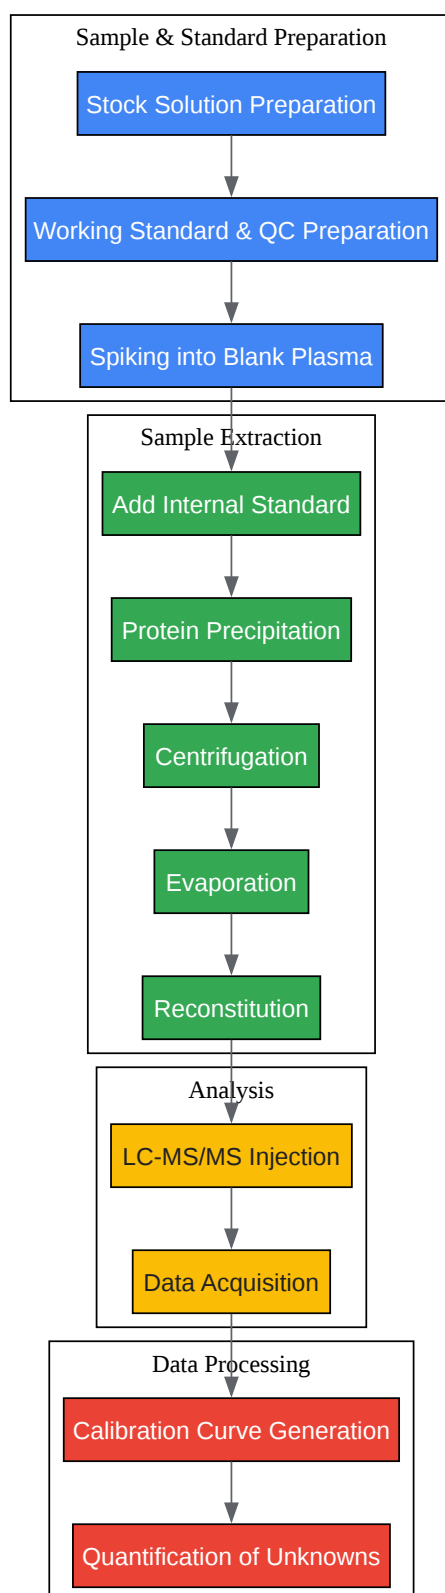 Sample & Standard Preparation
Stock Solution Preparation
Working Standard & QC Preparation
Spiking into Blank Plasma
Sample Extraction
Add Internal Standard
Protein Precipitation
Centrifugation
Evaporation
Reconstitution
Analysis
LC-MS/MS Injection
Data Acquisition
Data Processing
Calibration Curve Generation
Quantification of Unknowns